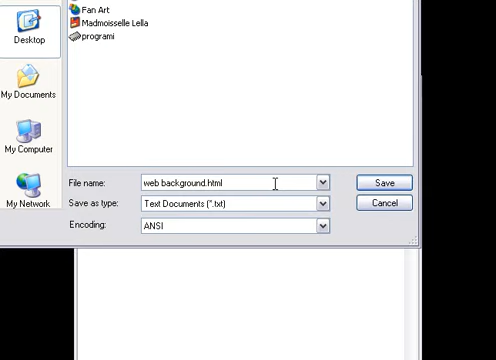 Fan Art
Madmoisselle Lella
programi
Desktop
My Documents
My Computer
My Network
File name:
web background.html
Save
Save as type:
Text Documents (*.txt)
Cancel
Encoding:
ANSI